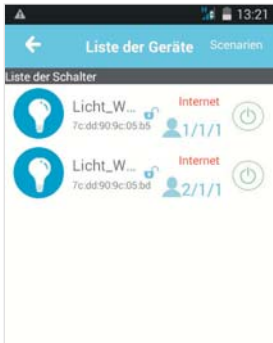 13:21
Liste der Geräte Scenarien
Liste der Schalter
Licht_W... Internet
7c:dd:90:9c:05:b5 1/1/1
Licht_W... Internet
7c:dd:90:9c:05:bd 2/1/1